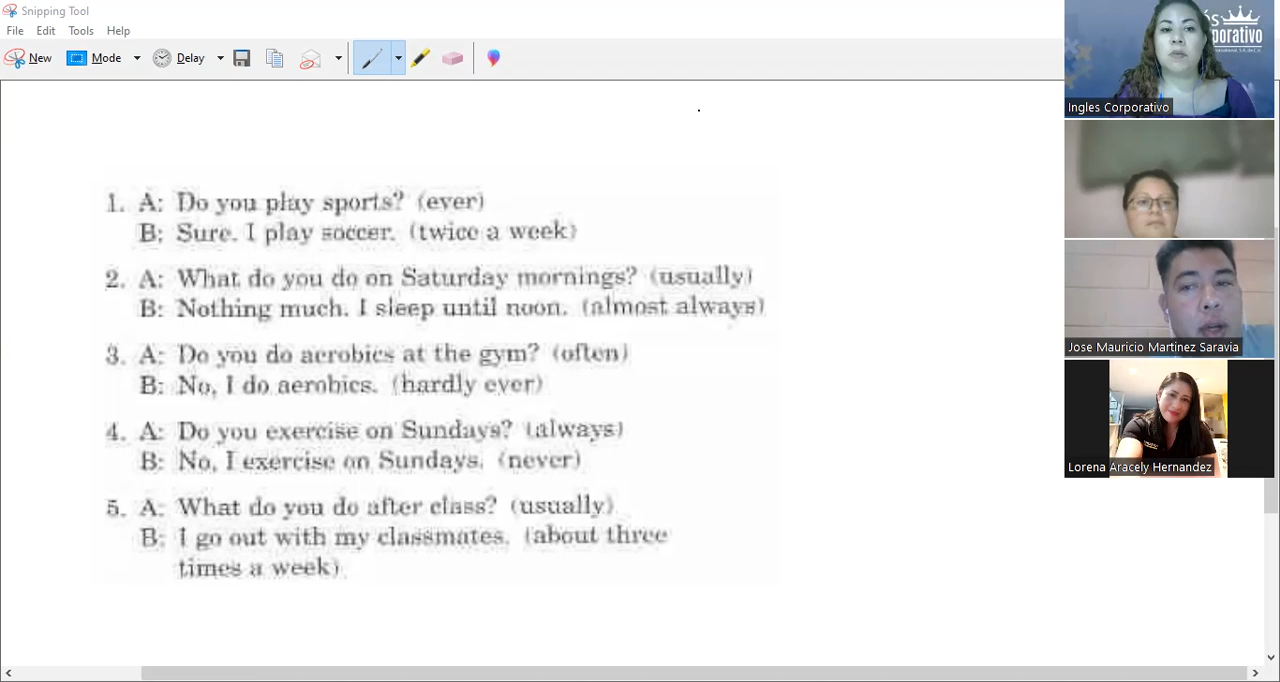 Snipping Tool
File Edit Tools Help
New Mode Delay
1. A: Do you play sports? (ever)
B: Sure. I play soccer. (twice a week)
2. A: What do you do on Saturday mornings? (usually)
B: Nothing much. I sleep until noon. (almost always)
3. A: Do you do aerobics at the gym? (often)
B: No, I do aerobics. (hardly ever)
4. A: Do you exercise on Sundays? (always)
B: No, I exercise on Sundays. (never)
5. A: What do you do after class? (usually)
B: I go out with my classmates. (about three
times a week)
Ingles Corporativo
Jose Mauricio Martinez Saravia
Lorena Aracely Hernandez